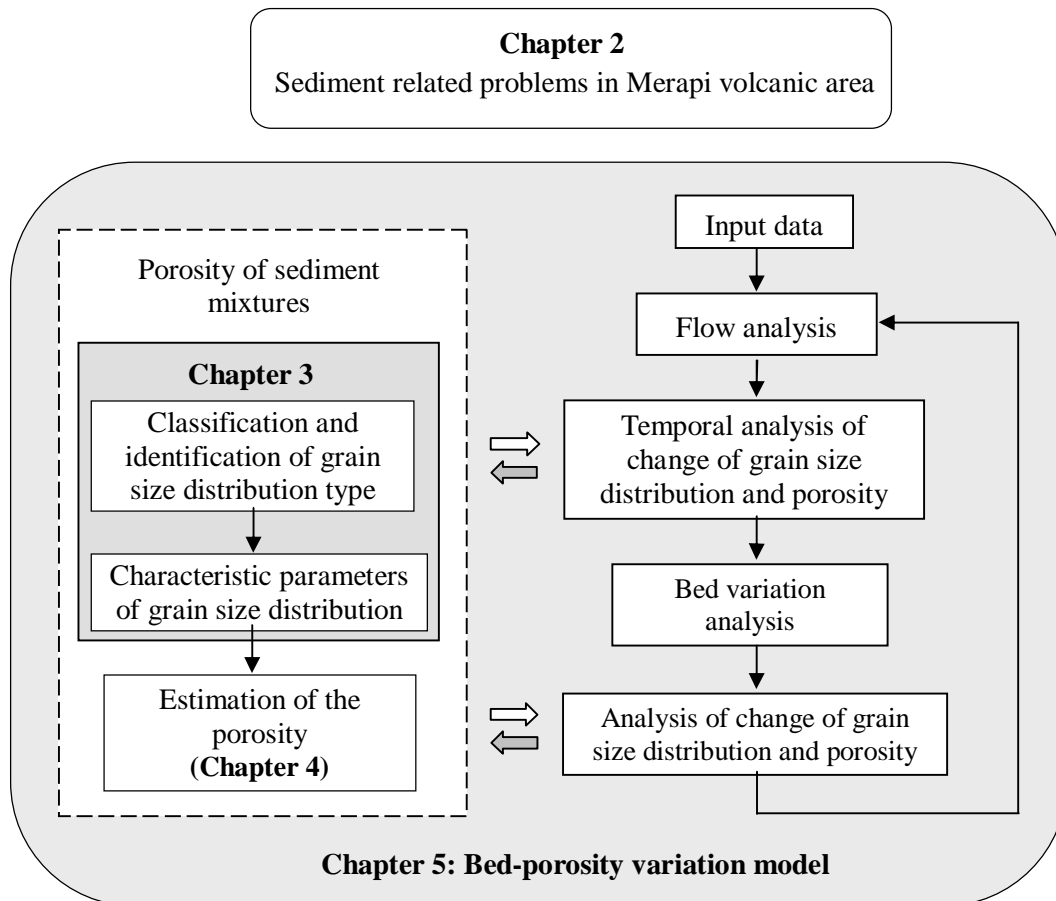 Chapter 2
Sediment related problems in Merapi volcanic area
Porosity of sediment
mixtures
Chapter 3
Classification and
identification of grain
size distribution type
Characteristic parameters
of grain size distribution
Estimation of the
porosity
(Chapter 4)
Input data
Flow analysis
Temporal analysis of
change of grain size
distribution and porosity
Bed variation
analysis
Analysis of change of grain
size distribution and porosity
Chapter 5: Bed-porosity variation model